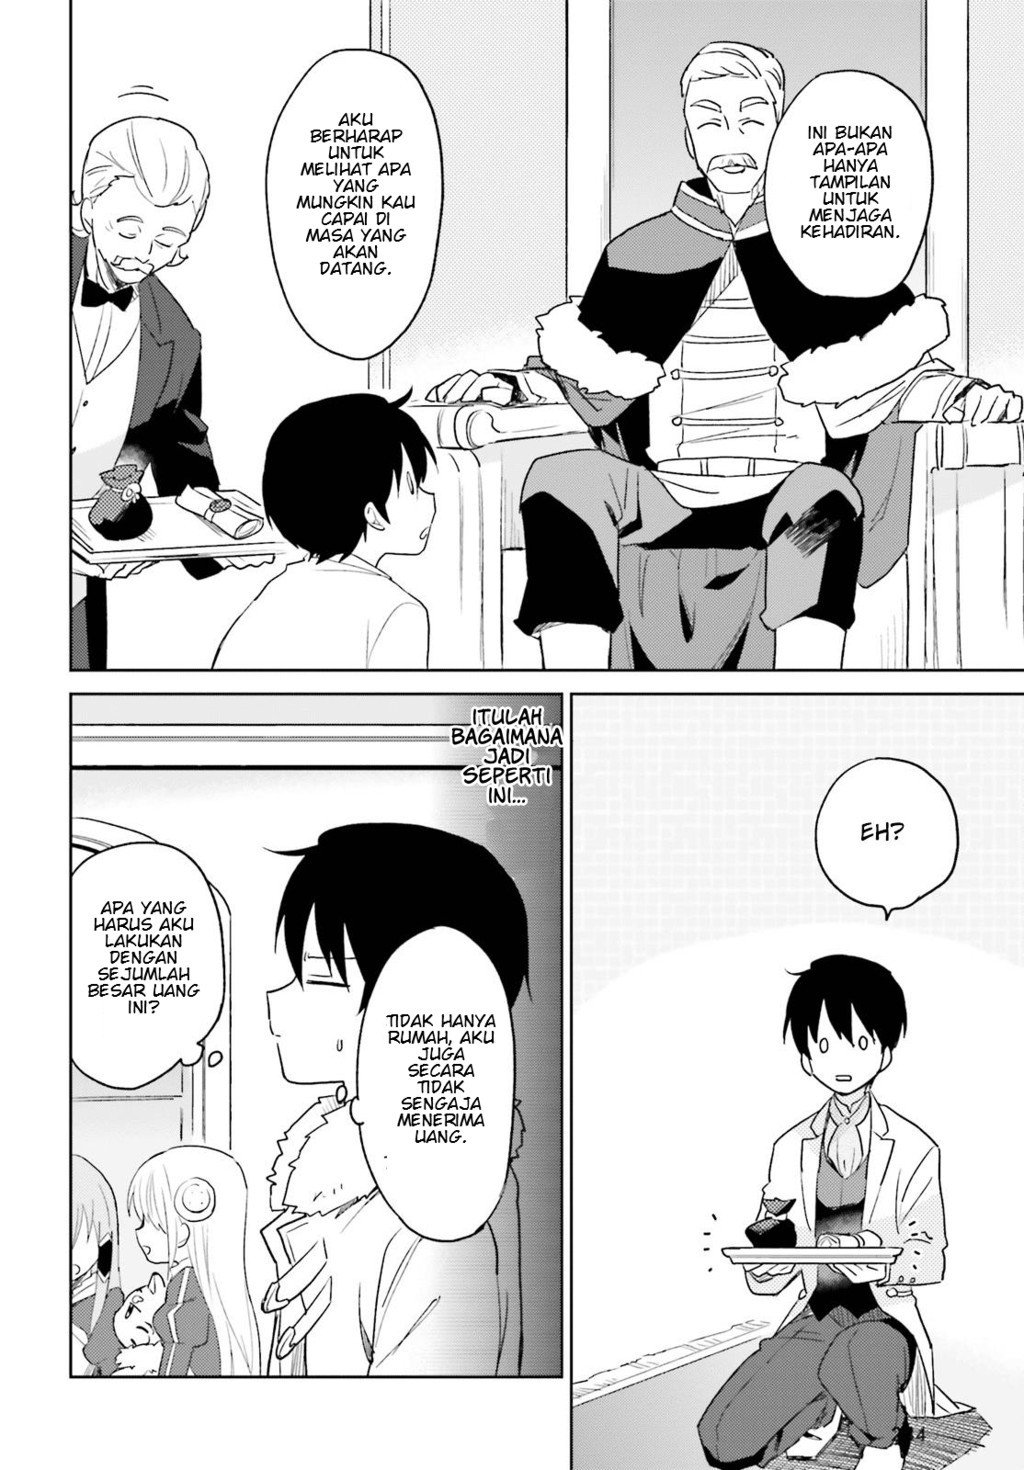 INI BUKAN
APA-APA
HANYA
TAMPILAN
UNTUK
MENJAGA
KEHADIRAN.
AKU
BERHARAP
UNTUK
MELIHAT APA
YANG
MUNGKIN KAU
CAPAI DI
MASA YANG
AKAN
DATANG.
EH?
ITULAH
BAGAIMANA
JADI
SEPERTI
INI...
TIDAK HANYA
RUMAH, AKU
JUGA
SECARA
TIDAK
SENGAJA
MENERIMA
UANG.
APA YANG
HARUS AKU
LAKUKAN
DENGAN
SEJUMLAH
BESAR UANG
INI?